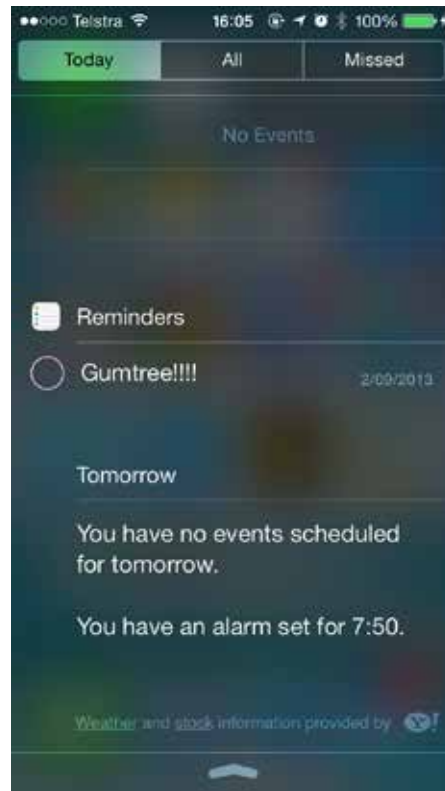 Telstra 16:05 100%
Today All Missed
No Events
Reminders
Gumtree!!!!
2/09/2013
Tomorrow
You have no events scheduled
for tomorrow.
You have an alarm set for 7:50.
Weather and stock information provided by Y!